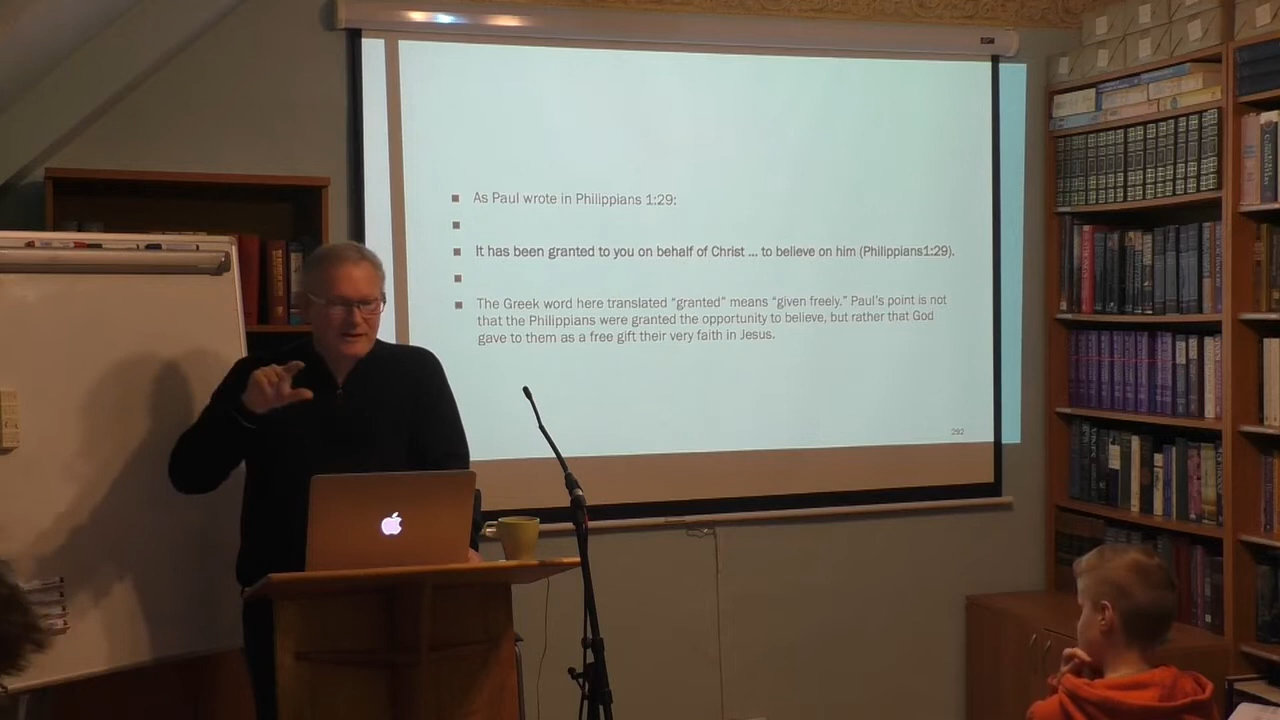 As Paul wrote in Philippians 1:29:
It has been granted to you on behalf of Christ ... to believe on him (Philippians1:29).
The Greek word here translated “granted” means “given freely.” Paul's point is not
that the Philippians were granted the opportunity to believe, but rather that God
gave to them as a free gift their very faith in Jesus.
292